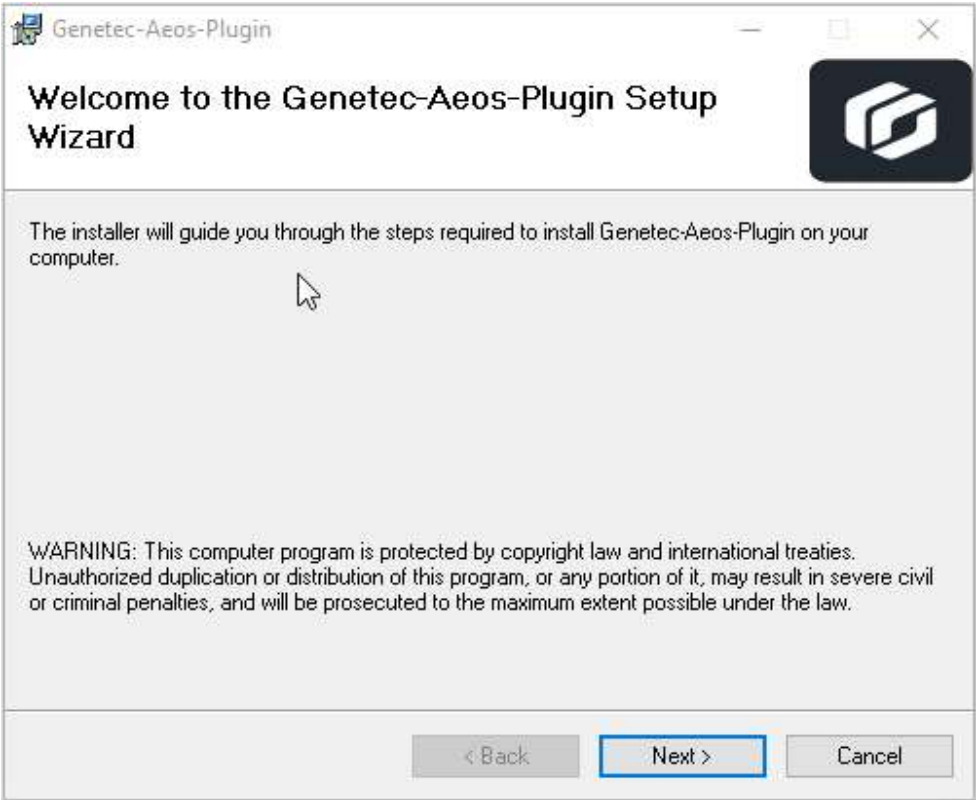 Genetec-Aeos-Plugin
Welcome to the Genetec-Aeos-Plugin Setup
Wizard
The installer will guide you through the steps required to install Genetec-Aeos-Plugin on your
computer.
WARNING: This computer program is protected by copyright law and international treaties.
Unauthorized duplication or distribution of this program, or any portion of it, may result in severe civil
or criminal penalties, and will be prosecuted to the maximum extent possible under the law.
< Back
Next >
Cancel